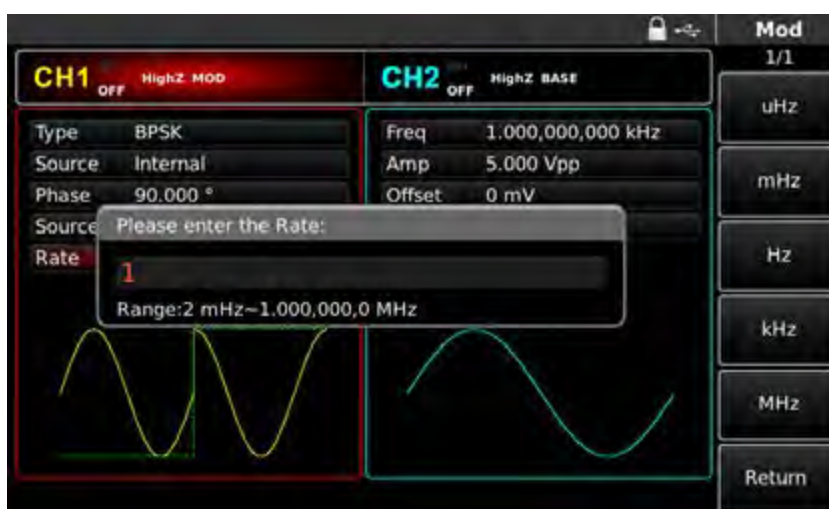 Mod
1/1
CH1 OFF HighZ MOD
CH2 OFF HighZ BASE
uHz
Type BPSK
Freq 1.000,000,000 kHz
Source Internal
Amp 5.000 Vpp
mHz
Phase 90.000 °
Offset 0 mV
Source
Please enter the Rate:
Rate
1
Hz
Range:2 mHz~1.000,000,0 MHz
kHz
MHz
Return